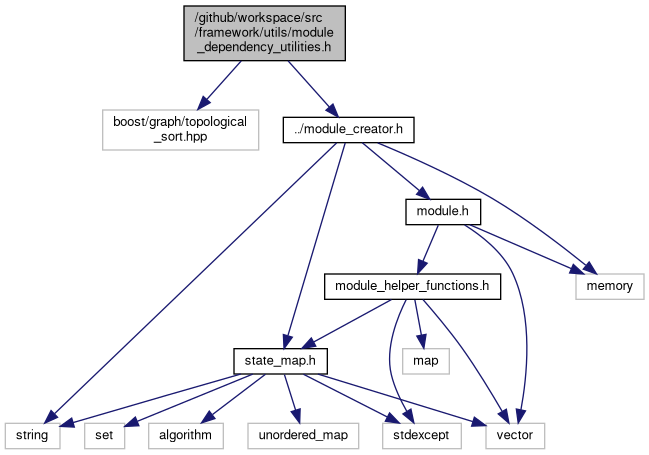 /github/workspace/src
/framework/utils/module
_dependency_utilities.h
boost/graph/topological
_sort.hpp
../module_creator.h
module.h
module_helper_functions.h
memory
state_map.h
map
string
set
algorithm
unordered_map
stdexcept
vector